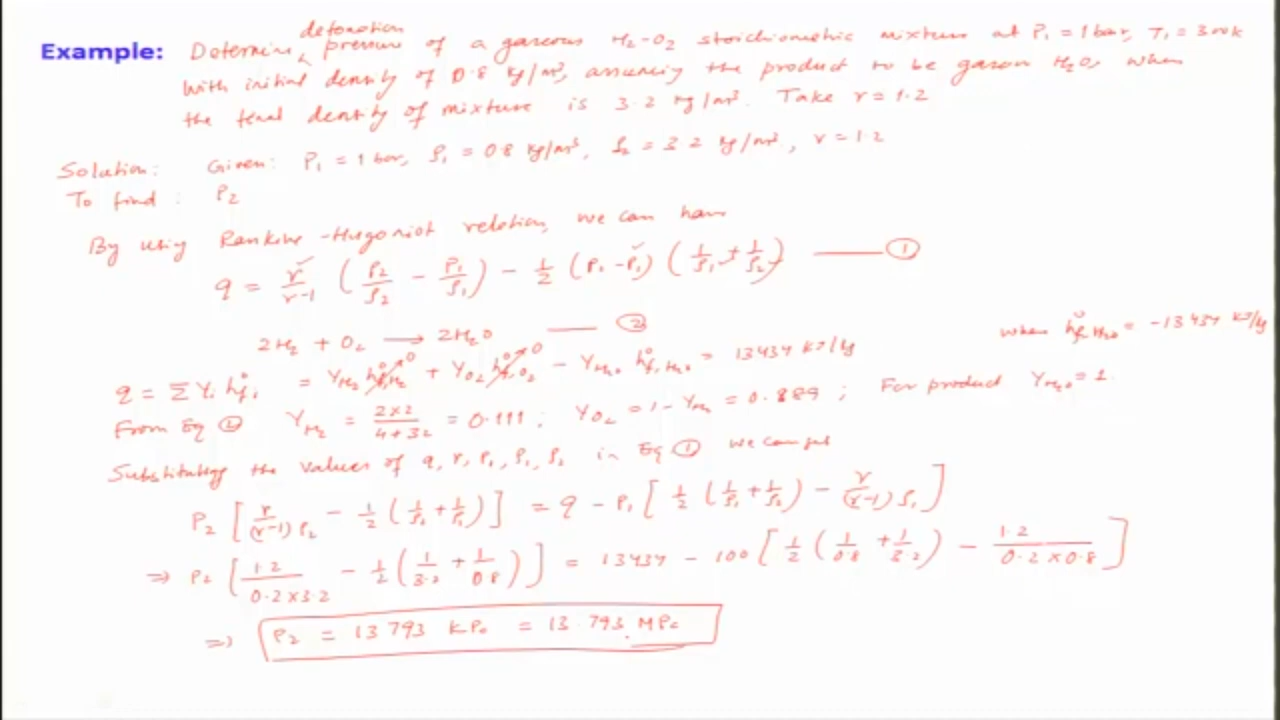 Example: Determine detonation pressure of a gaseous H2-O2 stoichiometric mixture at P1 = 1 bar, T1 = 300K
with initial density of 0.8 kg/m³, assuming the product to be gaseous H2O, when
the final density of mixture is 3.2 kg/m³. Take r = 1.2
Solution: Given: P1 = 1 bar, ρ1 = 0.8 kg/m³, ρ2 = 3.2 kg/m³, r = 1.2
To find: P2
By using Rankine-Hugoniot relation, we can have
q = r/(r-1) (P2/ρ2 - P1/ρ1) - 1/2 (P2 - P1) (1/ρ1 + 1/ρ2) —— ①
2H2 + O2 → 2H2O —— ②
where h°f,H2O = -13434 kJ/kg
q = Σ Yi h°f,i = YH2 h°f,H2 0 + YO2 h°f,O2 0 - YH2O h°f,H2O = 13434 kJ/kg
From Eq ② YH2 = 2×2/(4+32) = 0.111; YO2 = 1 - YH2 = 0.889; For product YH2O = 1.
Substituting the values of q, r, P1, ρ1, ρ2 in Eq ① we can get
P2 [r/((r-1)ρ2) - 1/2 (1/ρ2 + 1/ρ1)] = q - P1 [1/2 (1/ρ1 + 1/ρ2) - r/((r-1)ρ1)]
⇒ P2 [1.2/(0.2×3.2) - 1/2 (1/3.2 + 1/0.8)] = 13434 - 100 [1/2 (1/0.8 + 1/3.2) - 1.2/(0.2×0.8)]
⇒ P2 = 13793 KPa = 13.793 MPa